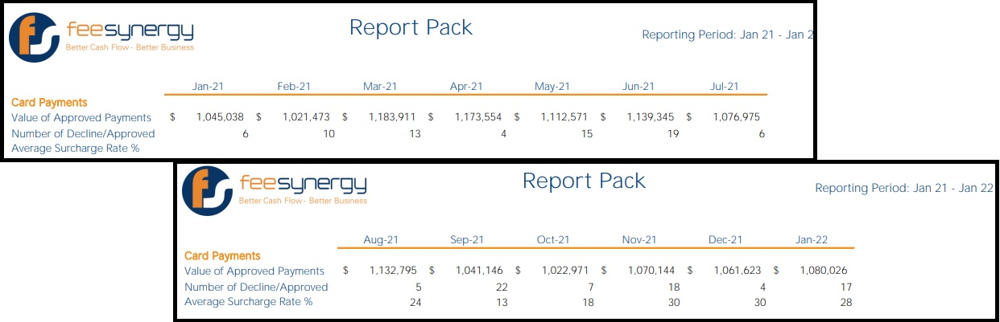 feesynergy
Better Cash Flow - Better Business
Report Pack
Reporting Period: Jan 21 - Jan 2
Jan-21 Feb-21 Mar-21 Apr-21 May-21 Jun-21 Jul-21
Card Payments
Value of Approved Payments $ 1,045,038 $ 1,021,473 $ 1,183,911 $ 1,173,554 $ 1,112,571 $ 1,139,345 $ 1,076,975
Number of Decline/Approved 6 10 13 4 15 19 6
Average Surcharge Rate %
feesynergy
Better Cash Flow - Better Business
Report Pack
Reporting Period: Jan 21 - Jan 22
Aug-21 Sep-21 Oct-21 Nov-21 Dec-21 Jan-22
Card Payments
Value of Approved Payments $ 1,132,795 $ 1,041,146 $ 1,022,971 $ 1,070,144 $ 1,061,623 $ 1,080,026
Number of Decline/Approved 5 22 7 18 4 17
Average Surcharge Rate % 24 13 18 30 30 28